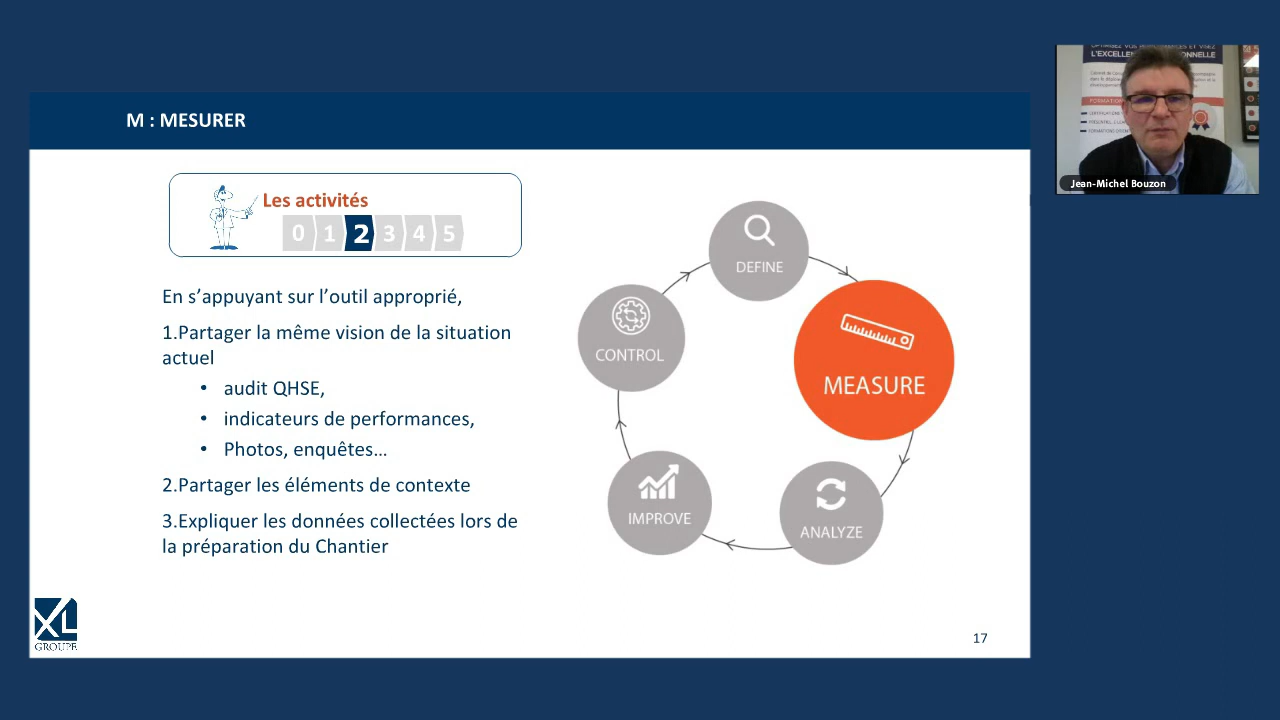 M : MESURER
Les activités
0 1 2 3 4 5
En s’appuyant sur l’outil approprié,
1.Partager la même vision de la situation
actuel
• audit QHSE,
• indicateurs de performances,
• Photos, enquêtes…
2.Partager les éléments de contexte
3.Expliquer les données collectées lors de
la préparation du Chantier
DEFINE
MEASURE
ANALYZE
IMPROVE
CONTROL
XL
GROUPE
17
L'EXCELLEN
FORMATION
Jean-Michel Bouzon